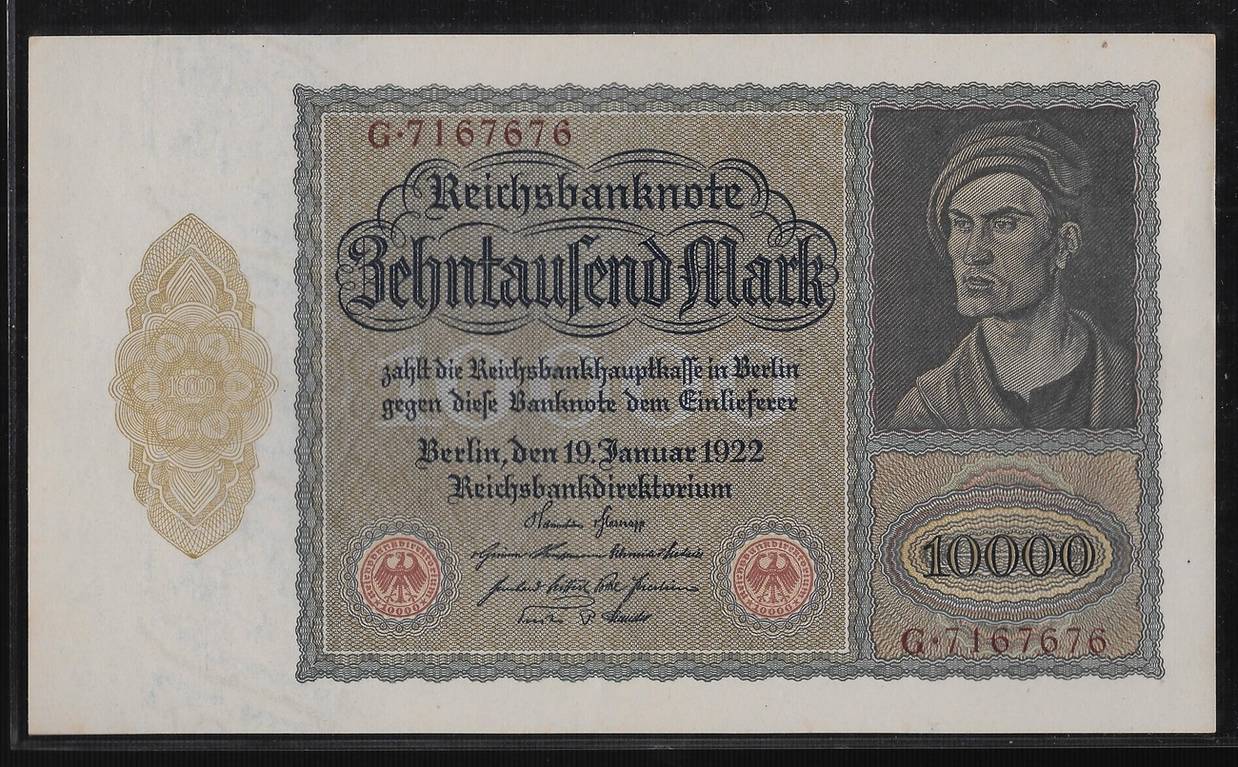 G·7167676
Reichsbanknote
Zehntauſend Mark
zahlt die Reichsbankhauptkaſſe in Berlin
gegen dieſe Banknote dem Einlieferer
Berlin, den 19. Januar 1922
Reichsbankdirektorium
10000
10000
G·7167676